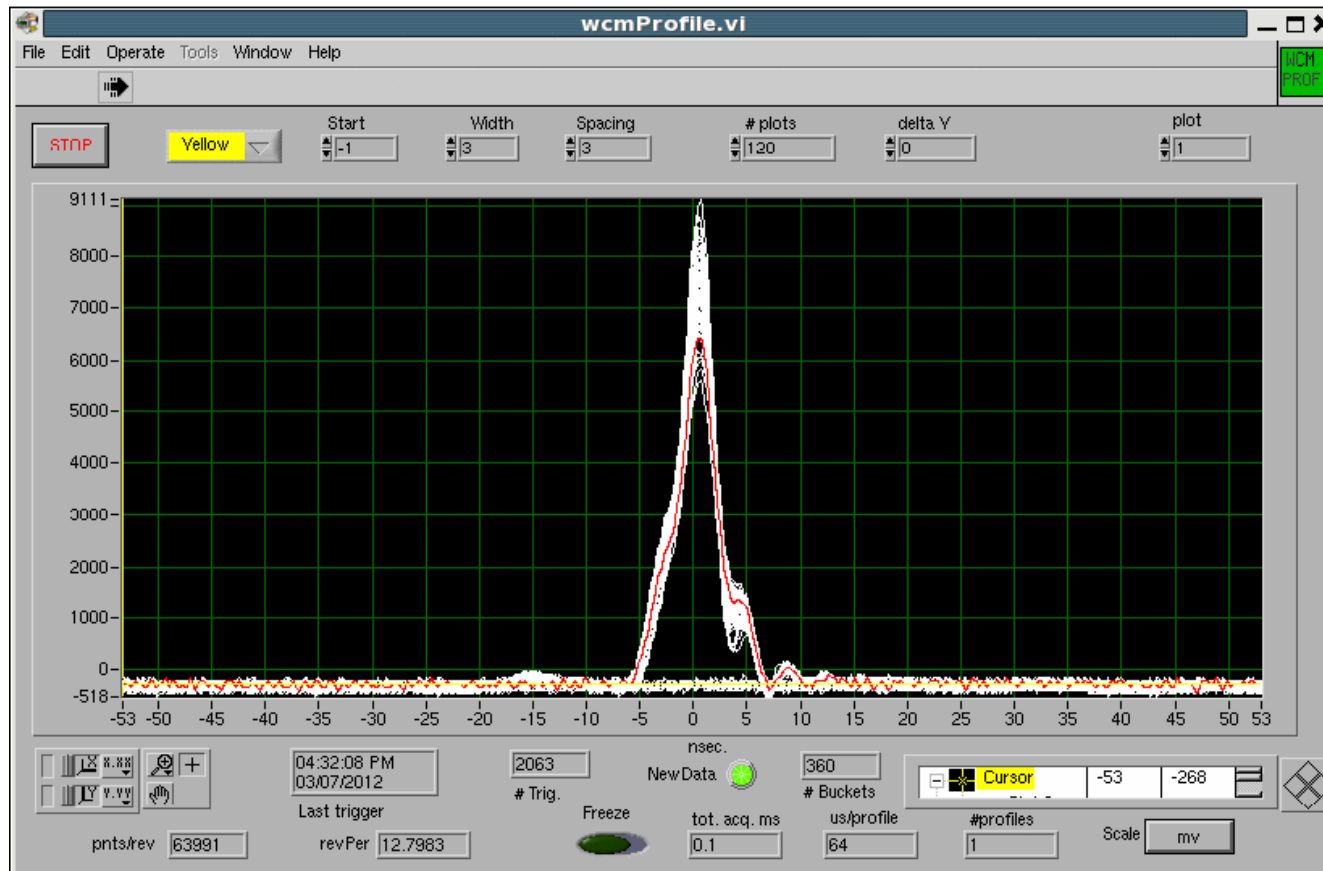 wcmProfile.vi
File Edit Operate Tools Window Help
WCM
PROF
STOP
Yellow
Start
-1
Width
3
Spacing
3
# plots
120
delta Y
0
plot
1
9111
8000
7000
6000
5000
4000
3000
2000
1000
0
-518
-53 -50 -45 -40 -35 -30 -25 -20 -15 -10 -5 0 5 10 15 20 25 30 35 40 45 50 53
nsec.
X X.XX
Y Y.YY
04:32:08 PM
03/07/2012
Last trigger
2063
# Trig.
New Data
360
# Buckets
Cursor -53 -268
pnts/rev 63991
revPer 12.7983
Freeze
tot. acq. ms
0.1
us/profile
64
#profiles
1
Scale mv